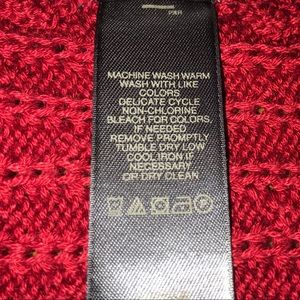 MACHINE WASH WARM
WASH WITH LIKE
COLORS
DELICATE CYCLE
NON-CHLORINE
BLEACH FOR COLORS,
IF NEEDED
REMOVE PROMPTLY
TUMBLE DRY LOW
COOL IRON IF
NECESSARY
OR DRY CLEAN